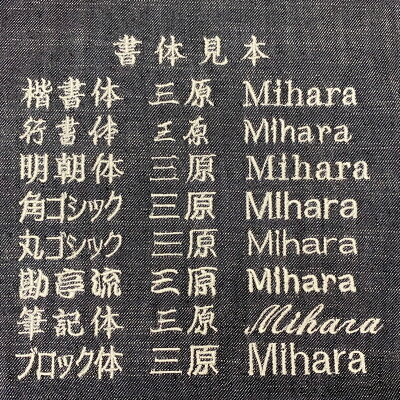 書体見本
楷書体 三原 Mihara
行書体 三原 Mihara
明朝体 三原 Mihara
角ゴシック 三原 Mihara
丸ゴシック 三原 Mihara
勘亭流 三原 Mihara
筆記体 三原 Mihara
ブロック体 三原 Mihara